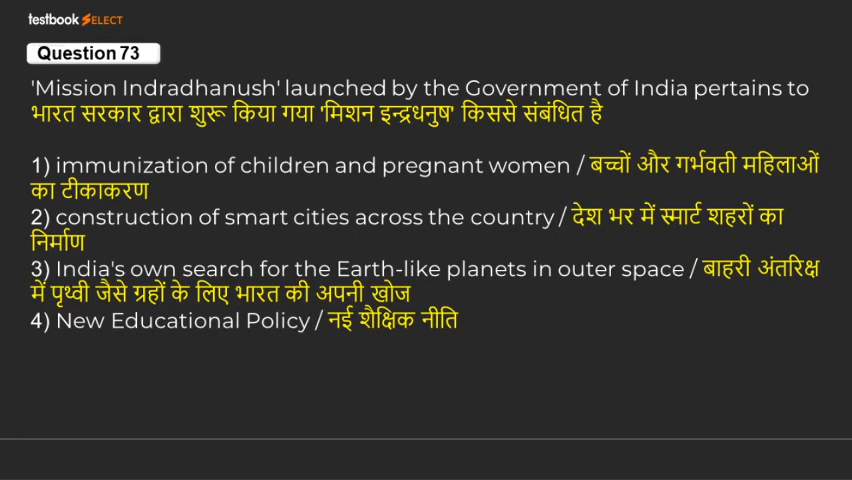 testbook SELECT
Question 73
'Mission Indradhanush' launched by the Government of India pertains to
भारत सरकार द्वारा शुरू किया गया 'मिशन इन्द्रधनुष' किससे संबंधित है
1) immunization of children and pregnant women / बच्चों और गर्भवती महिलाओं
का टीकाकरण
2) construction of smart cities across the country / देश भर में स्मार्ट शहरों का
निर्माण
3) India's own search for the Earth-like planets in outer space / बाहरी अंतरिक्ष
में पृथ्वी जैसे ग्रहों के लिए भारत की अपनी खोज
4) New Educational Policy / नई शैक्षिक नीति